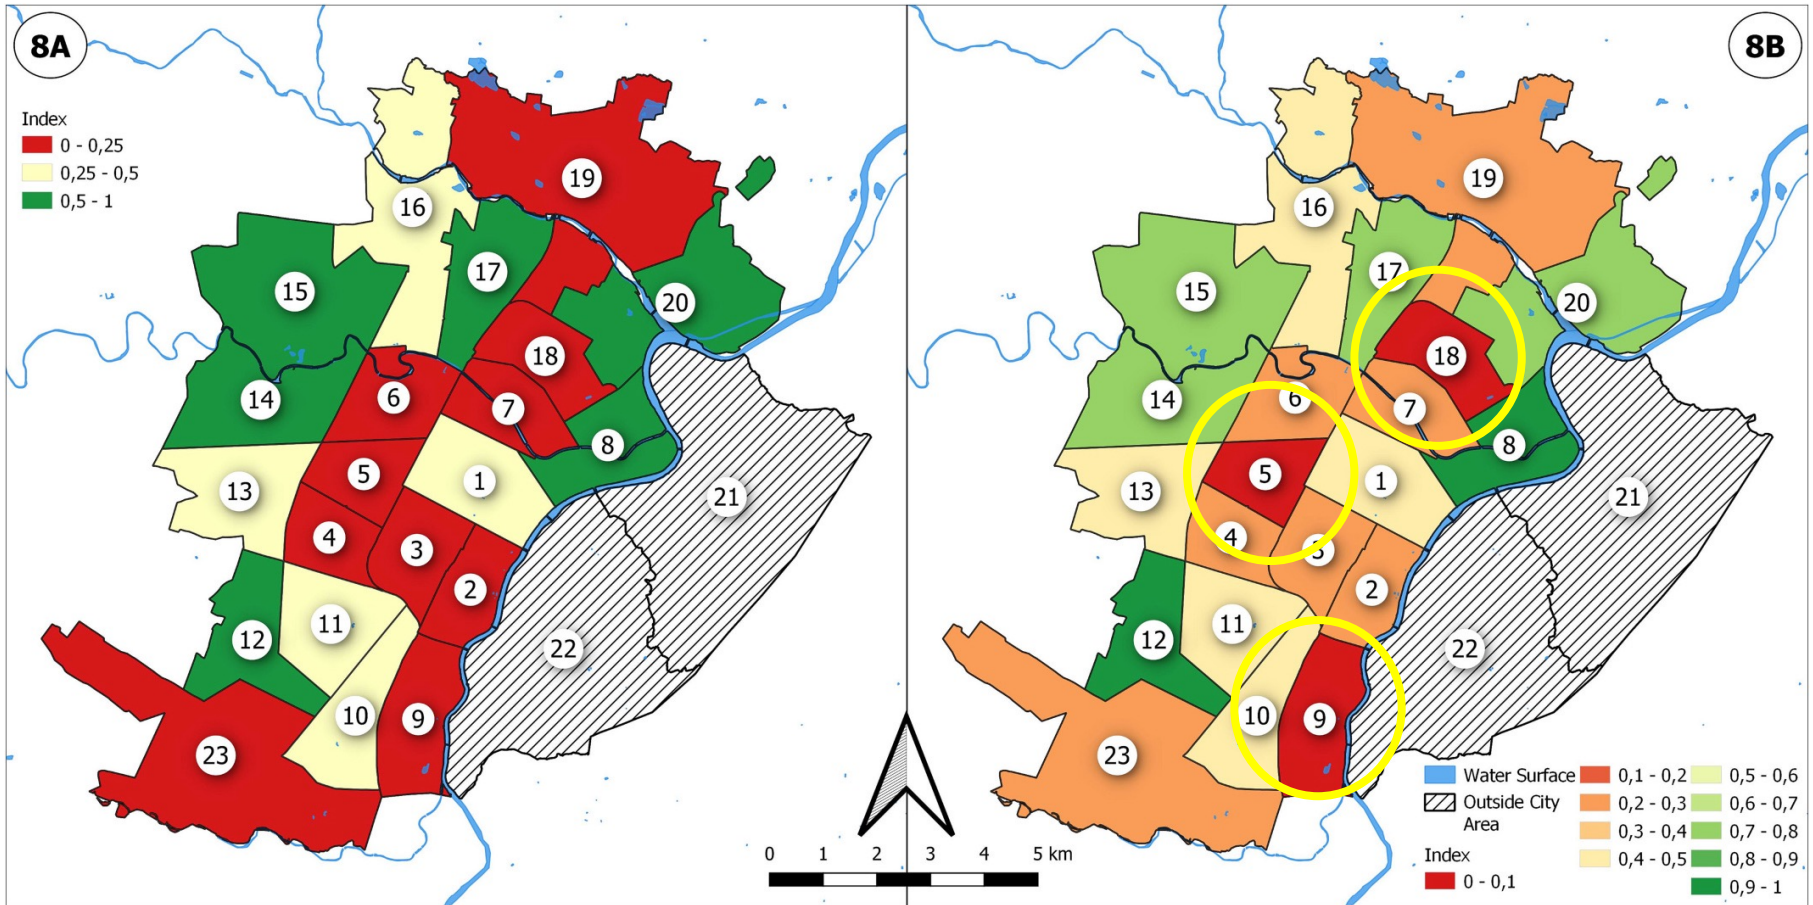 8A
8B
Index
0 - 0,25
0,25 - 0,5
0,5 - 1
19
16
17
15
20
18
14
6
7
8
5
1
13
21
4
3
2
11
12
22
10
9
23
19
16
17
15
20
18
14
6
7
8
5
1
13
21
4
3
2
11
12
22
10
9
23
0 1 2 3 4 5 km
Water Surface
Outside City
Area
Index
0 - 0,1
0,1 - 0,2
0,2 - 0,3
0,3 - 0,4
0,4 - 0,5
0,5 - 0,6
0,6 - 0,7
0,7 - 0,8
0,8 - 0,9
0,9 - 1